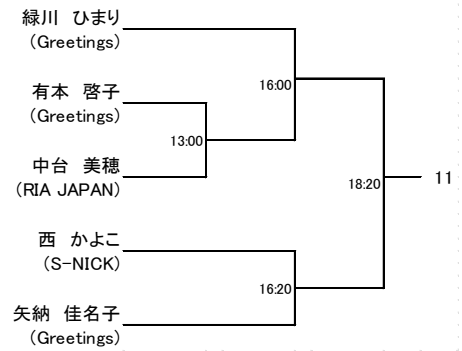 緑川　ひまり
(Greetings)
16:00
有本　啓子
(Greetings)
13:00
中台　美穂
(RIA JAPAN)
18:20
11
西　かよこ
(S-NICK)
16:20
矢納　佳名子
(Greetings)